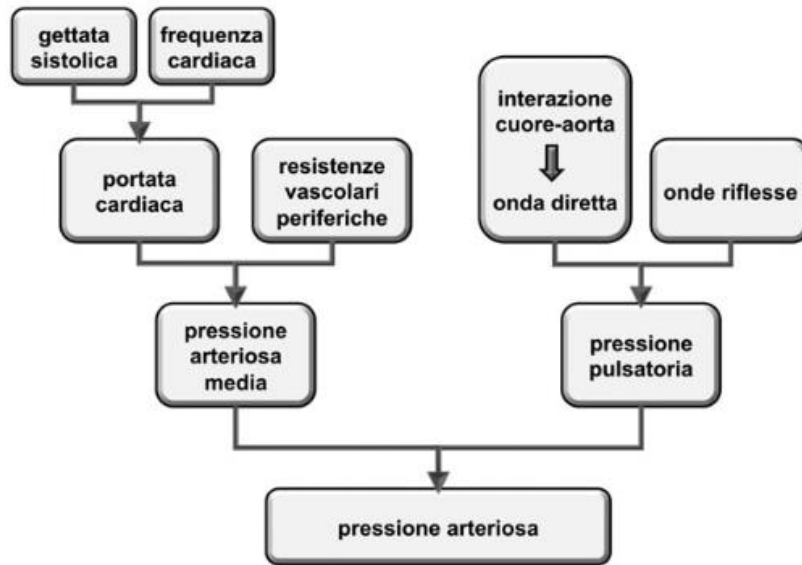 gettata
sistolica
frequenza
cardiaca
portata
cardiaca
resistenze
vascolari
periferiche
interazione
cuore-aorta
onda diretta
onde riflesse
pressione
arteriosa
media
pressione
pulsatoria
pressione arteriosa